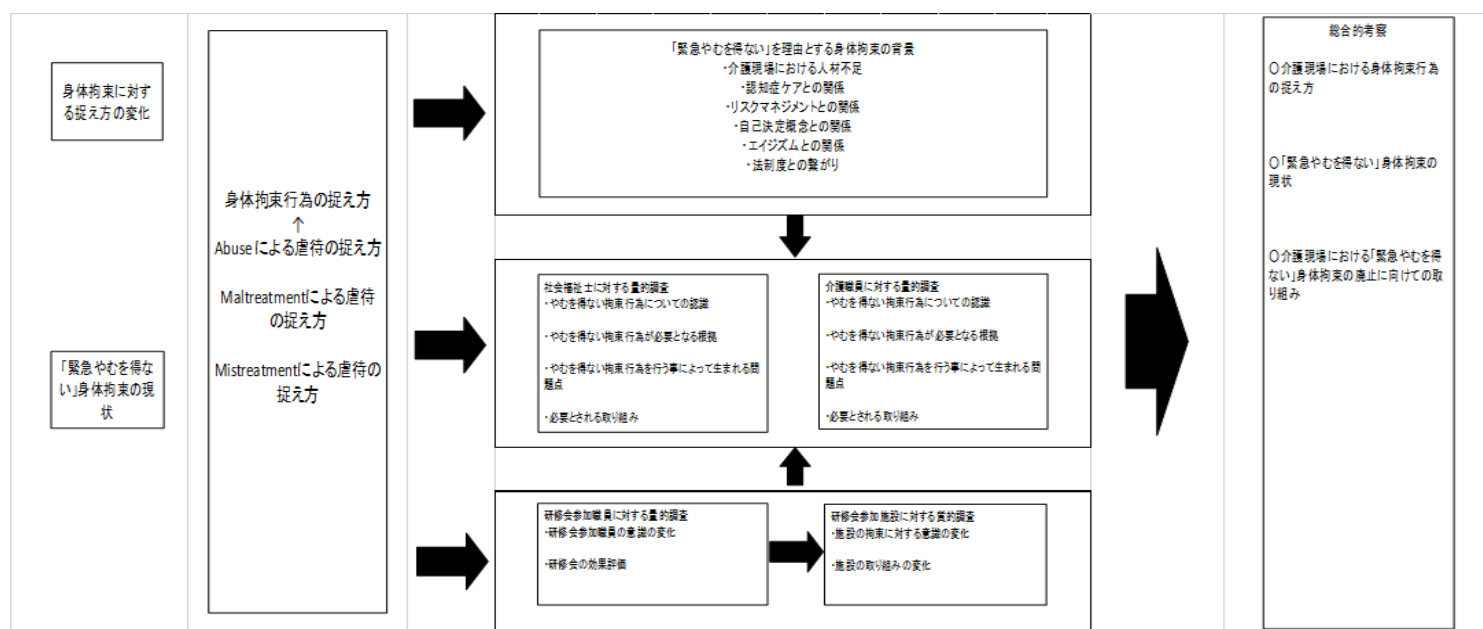 身体拘束に対す
る捉え方の変化
「緊急やむを得な
い」身体拘束の現
状
身体拘束行為の捉え方
↑
Abuseによる虐待の捉え方
Maltreatmentによる虐待
の捉え方
Mistreatmentによる虐待の
捉え方
「緊急やむを得ない」を理由とする身体拘束の背景
・介護現場における人材不足
・認知症ケアとの関係
・リスクマネジメントとの関係
・自己決定概念との関係
・エイジズムとの関係
・法制度との繋がり
社会福祉士に対する量的調査
・やむを得ない拘束行為についての認識
・やむを得ない拘束行為が必要となる根拠
・やむを得ない拘束行為を行う事によって生まれる問
題点
・必要とされる取り組み
介護職員に対する量的調査
・やむを得ない拘束行為についての認識
・やむを得ない拘束行為が必要となる根拠
・やむを得ない拘束行為を行う事によって生まれる問
題点
・必要とされる取り組み
研修会参加職員に対する量的調査
・研修会参加職員の意識の変化
・研修会の効果評価
研修会参加施設に対する質的調査
・施設の拘束に対する意識の変化
・施設の取り組みの変化
総合的考察
〇介護現場における身体拘束行為
の捉え方
〇「緊急やむを得ない」身体拘束の
現状
〇介護現場における「緊急やむを得
ない」身体拘束の廃止に向けての取
り組み